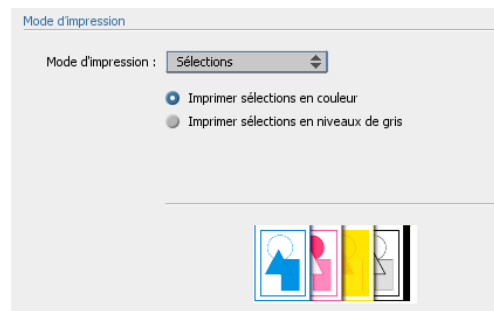 Mode d'impression
Mode d'impression : Sélections
Imprimer sélections en couleur
Imprimer sélections en niveaux de gris